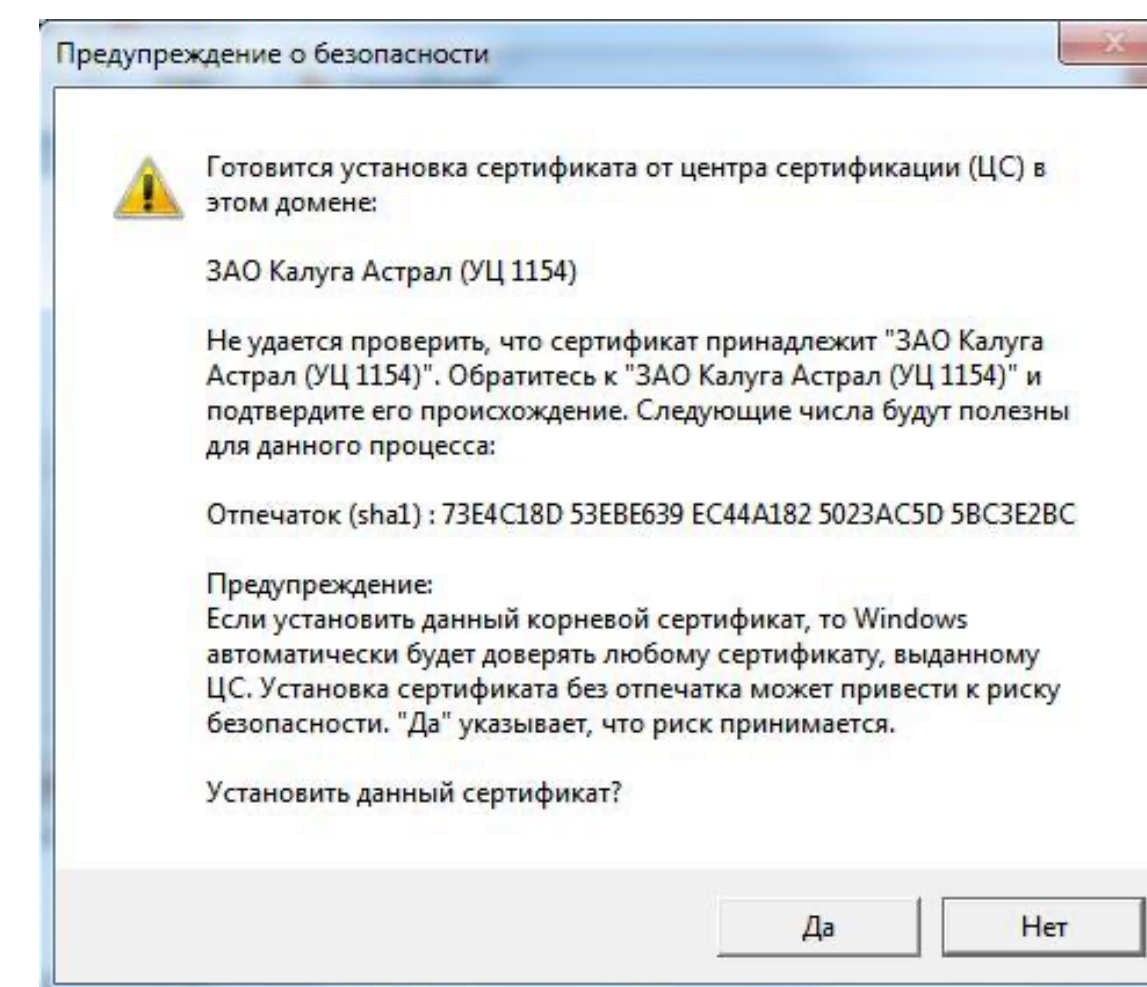 Предупреждение о безопасности
Готовится установка сертификата от центра сертификации (ЦС) в
этом домене:
ЗАО Калуга Астрал (УЦ 1154)
Не удается проверить, что сертификат принадлежит "ЗАО Калуга
Астрал (УЦ 1154)". Обратитесь к "ЗАО Калуга Астрал (УЦ 1154)" и
подтвердите его происхождение. Следующие числа будут полезны
для данного процесса:
Отпечаток (sha1) : 73E4C18D 53EBE639 EC44A182 5023AC5D 5BC3E2BC
Предупреждение:
Если установить данный корневой сертификат, то Windows
автоматически будет доверять любому сертификату, выданному
ЦС. Установка сертификата без отпечатка может привести к риску
безопасности. "Да" указывает, что риск принимается.
Установить данный сертификат?
Да
Нет